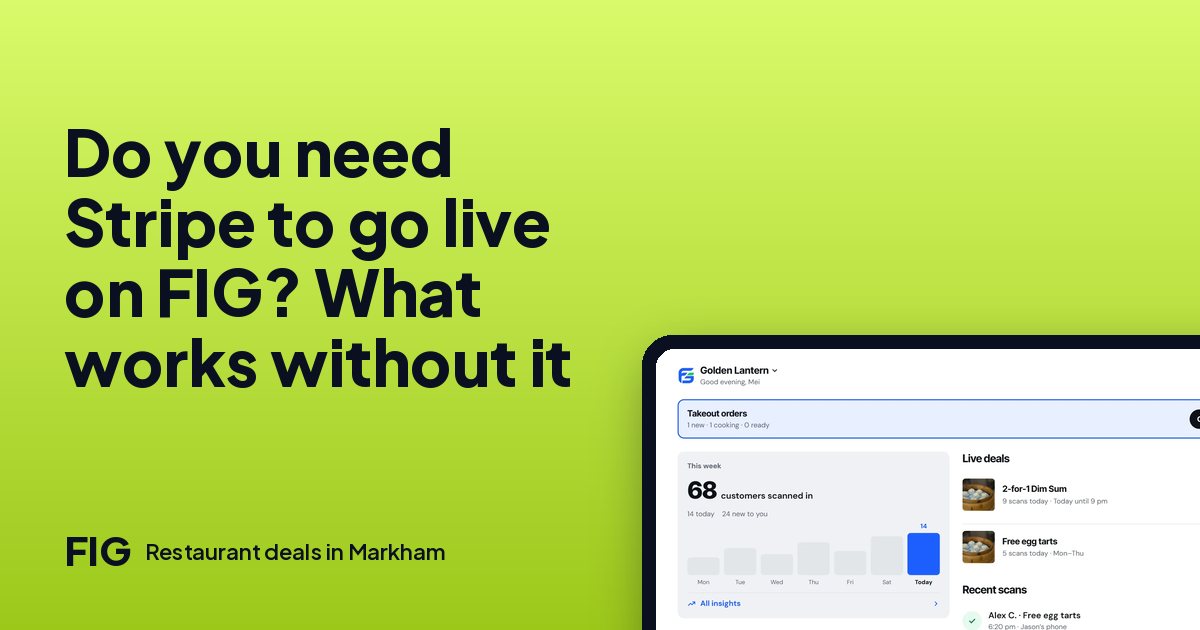 Do you need
Stripe to go live
on FIG? What
works without it
FIG Restaurant deals in Markham
Golden Lantern
Good evening, Mei
Takeout orders
1 new · 1 cooking · 0 ready
This week
68 customers scanned in
14 today 24 new to you
14
Mon Tue Wed Thu Fri Sat Today
All insights
Live deals
2-for-1 Dim Sum
9 scans today · Today until 9 pm
Free egg tarts
5 scans today · Mon–Thu
Recent scans
Alex C. · Free egg tarts
6:20 pm · Jason's phone